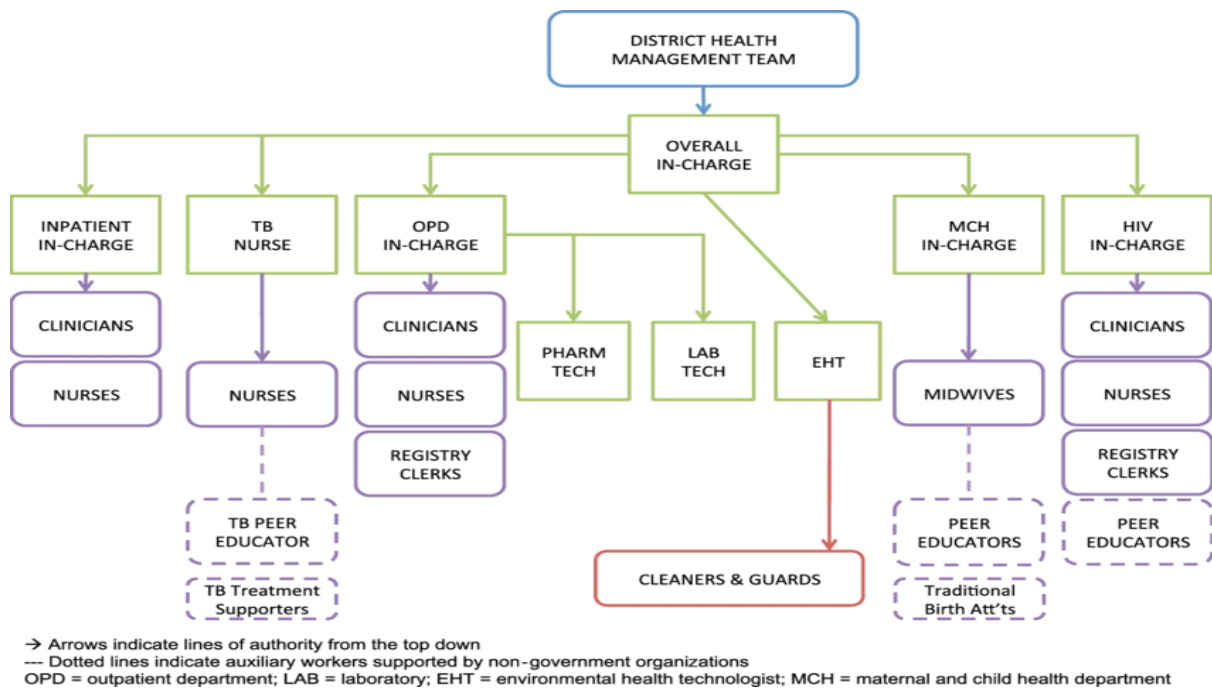 DISTRICT HEALTH
MANAGEMENT TEAM
OVERALL
IN-CHARGE
INPATIENT
IN-CHARGE
TB
NURSE
OPD
IN-CHARGE
MCH
IN-CHARGE
HIV
IN-CHARGE
CLINICIANS
NURSES
NURSES
TB PEER
EDUCATOR
TB Treatment
Supporters
CLINICIANS
NURSES
REGISTRY
CLERKS
PHARM
TECH
LAB
TECH
EHT
CLEANERS & GUARDS
MIDWIVES
PEER
EDUCATORS
Traditional
Birth Att'ts
CLINICIANS
NURSES
REGISTRY
CLERKS
PEER
EDUCATORS
→ Arrows indicate lines of authority from the top down
--- Dotted lines indicate auxiliary workers supported by non-government organizations
OPD = outpatient department; LAB = laboratory; EHT = environmental health technologist; MCH = maternal and child health department